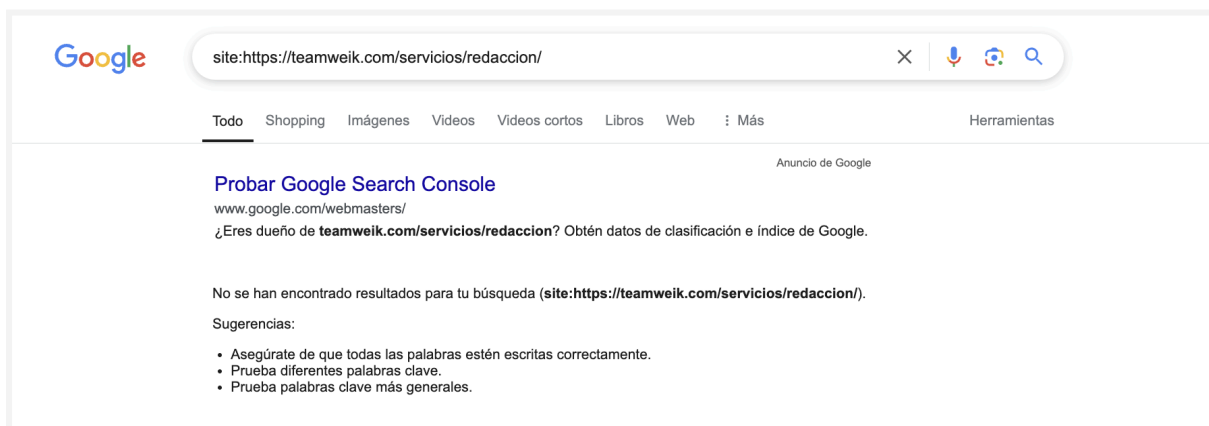 Google
site:https://teamweik.com/servicios/redaccion/
Todo Shopping Imágenes Videos Videos cortos Libros Web Más Herramientas
Anuncio de Google
Probar Google Search Console
www.google.com/webmasters/
¿Eres dueño de teamweik.com/servicios/redaccion? Obtén datos de clasificación e índice de Google.
No se han encontrado resultados para tu búsqueda (site:https://teamweik.com/servicios/redaccion/).
Sugerencias:
• Asegúrate de que todas las palabras estén escritas correctamente.
• Prueba diferentes palabras clave.
• Prueba palabras clave más generales.